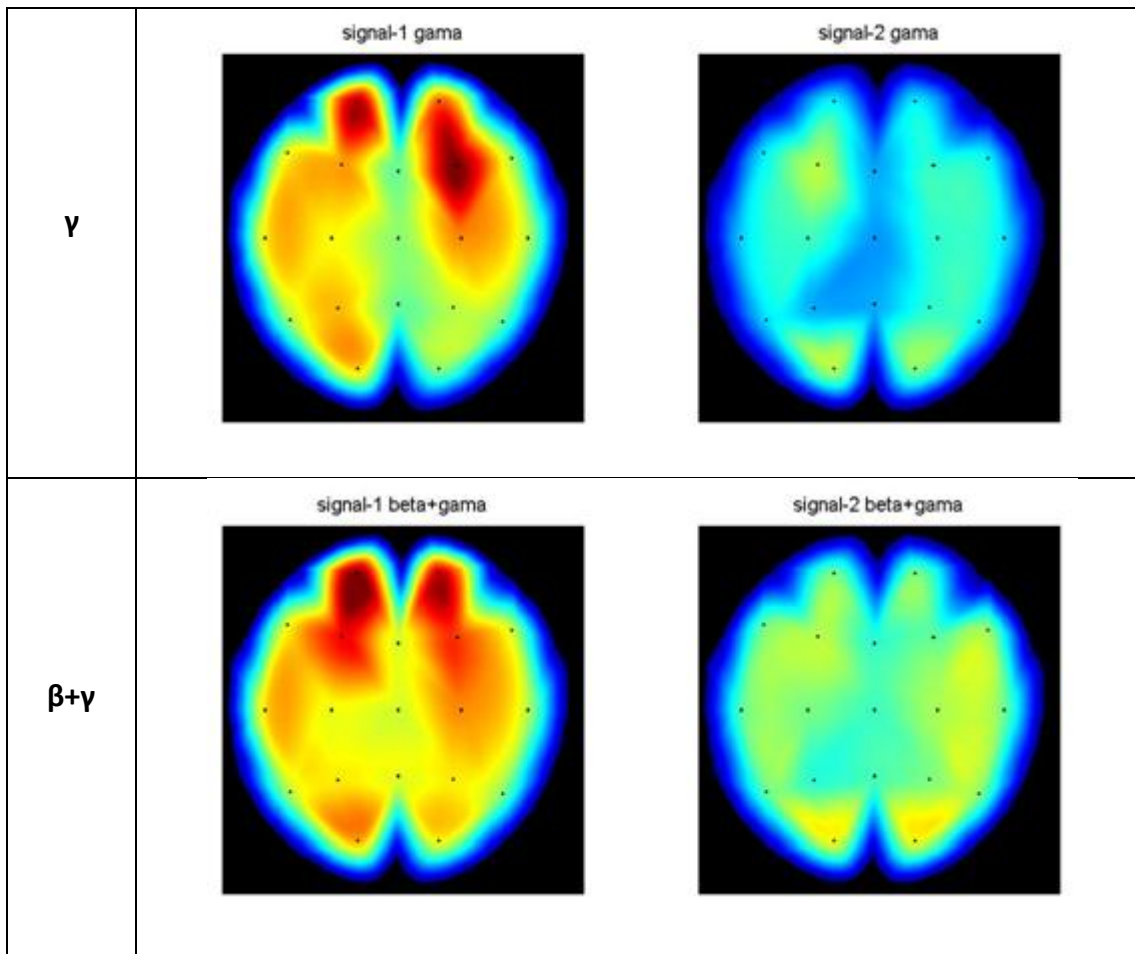 signal-1 gama
signal-2 gama
γ
signal-1 beta+gama
signal-2 beta+gama
β+γ